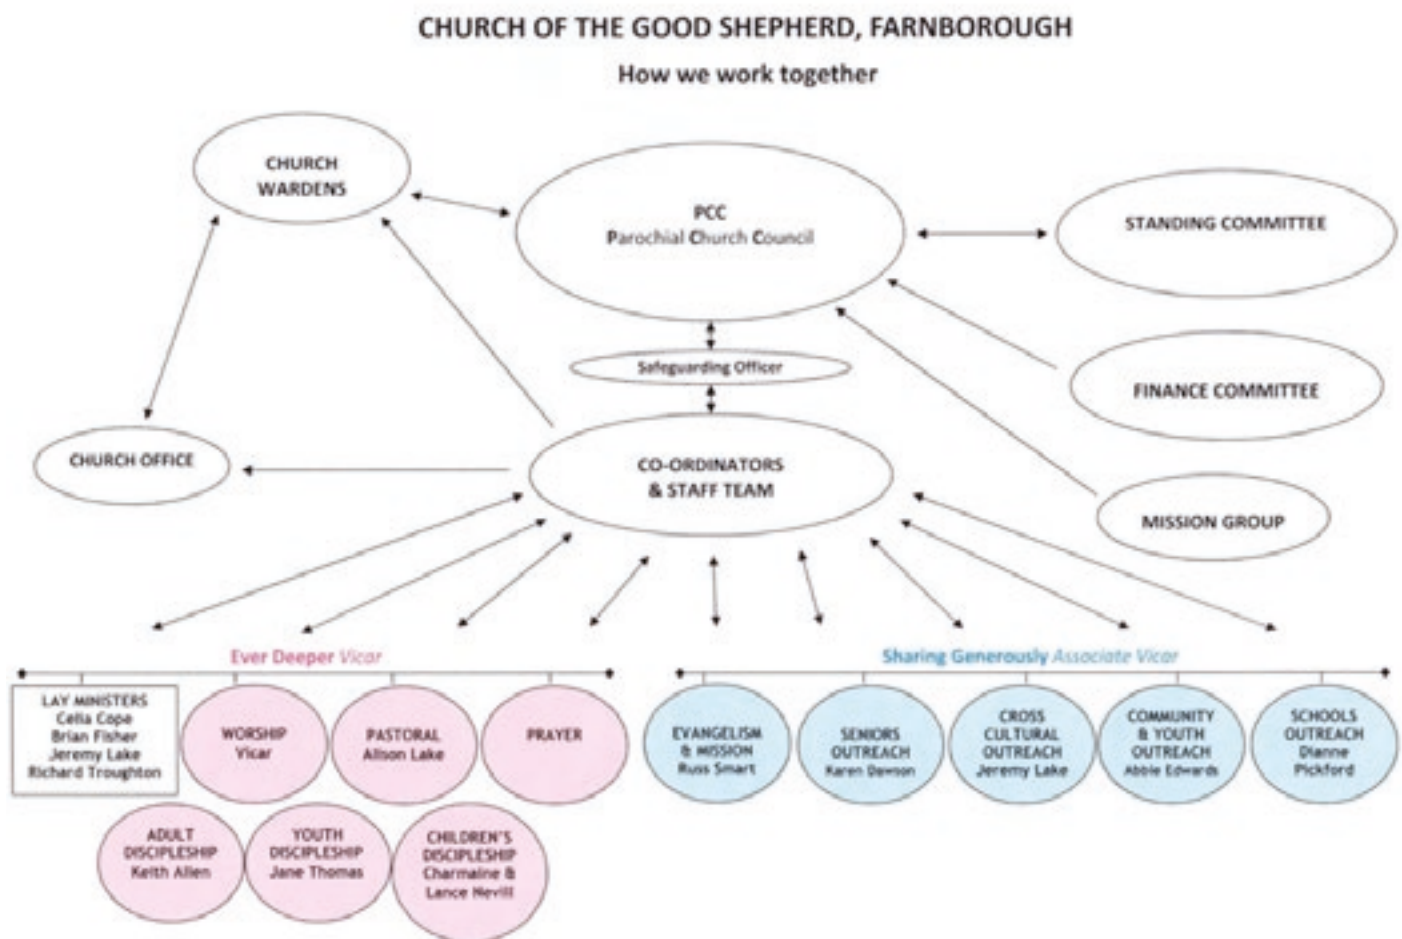 CHURCH OF THE GOOD SHEPHERD, FARNBOROUGH
How we work together
CHURCH
WARDENS
PCC
Parochial Church Council
STANDING COMMITTEE
Safeguarding Officer
FINANCE COMMITTEE
CHURCH OFFICE
CO-ORDINATORS
& STAFF TEAM
MISSION GROUP
Ever Deeper Vicar
Sharing Generously Associate Vicar
LAY MINISTERS
Celia Cope
Brian Fisher
Jeremy Lake
Richard Troughton
WORSHIP
Vicar
PASTORAL
Alison Lake
PRAYER
EVANGELISM
& MISSION
Russ Smart
SENIORS
OUTREACH
Karen Dawson
CROSS
CULTURAL
OUTREACH
Jeremy Lake
COMMUNITY
& YOUTH
OUTREACH
Abbie Edwards
SCHOOLS
OUTREACH
Dianne
Pickford
ADULT
DISCIPLESHIP
Keith Allen
YOUTH
DISCIPLESHIP
Jane Thomas
CHILDREN'S
DISCIPLESHIP
Charmaine &
Lance Nevill